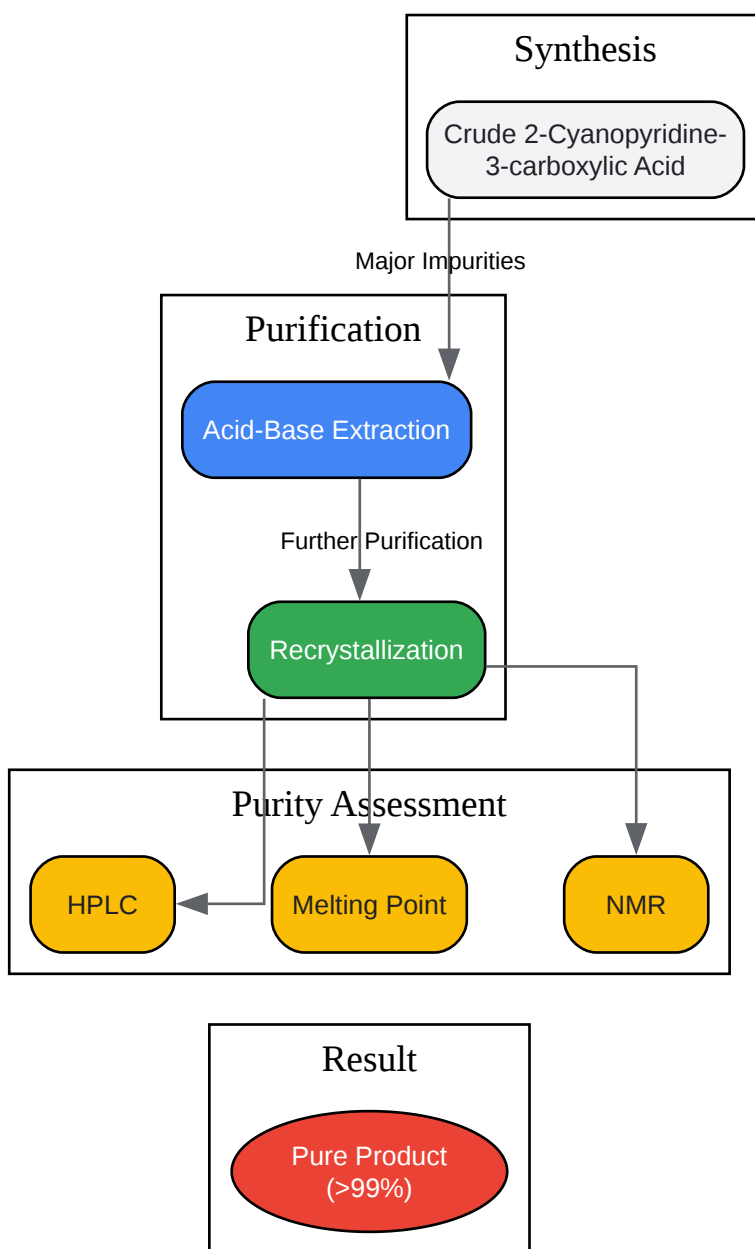 Synthesis
Crude 2-Cyanopyridine-
3-carboxylic Acid
Major Impurities
Purification
Acid-Base Extraction
Further Purification
Recrystallization
Purity Assessment
HPLC
Melting Point
NMR
Result
Pure Product
(>99%)